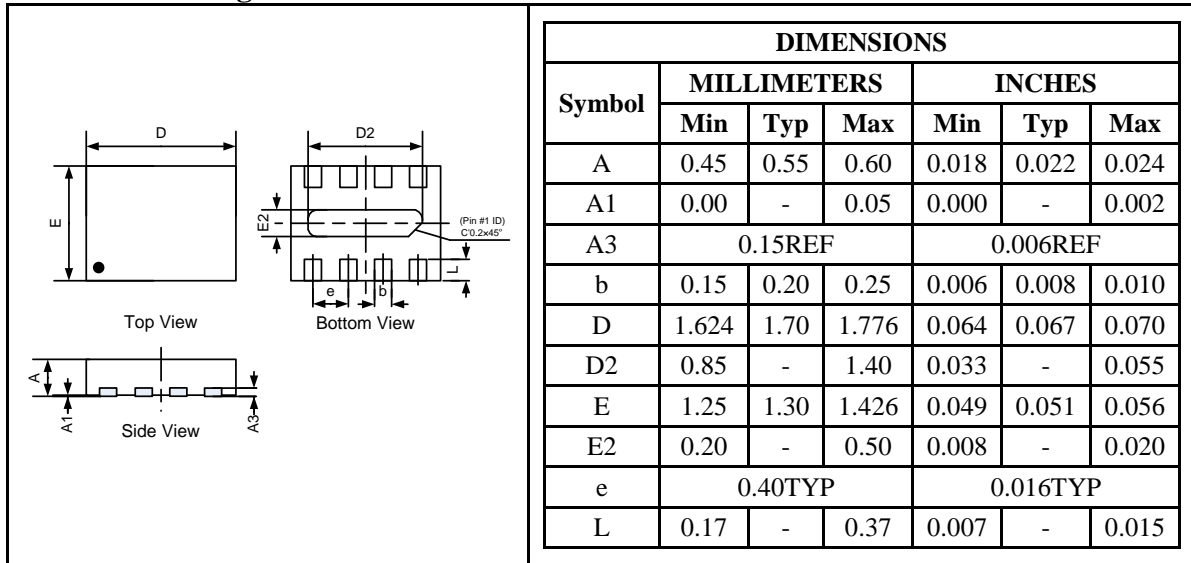 D
D2
E
E2
(Pin #1 ID)
C'0.2x45°
L
e
b
Top View
Bottom View
A
A1
A3
Side View
DIMENSIONS
Symbol MILLIMETERS INCHES
Min Typ Max Min Typ Max
A 0.45 0.55 0.60 0.018 0.022 0.024
A1 0.00 - 0.05 0.000 - 0.002
A3 0.15REF 0.006REF
b 0.15 0.20 0.25 0.006 0.008 0.010
D 1.624 1.70 1.776 0.064 0.067 0.070
D2 0.85 - 1.40 0.033 - 0.055
E 1.25 1.30 1.426 0.049 0.051 0.056
E2 0.20 - 0.50 0.008 - 0.020
e 0.40TYP 0.016TYP
L 0.17 - 0.37 0.007 - 0.015